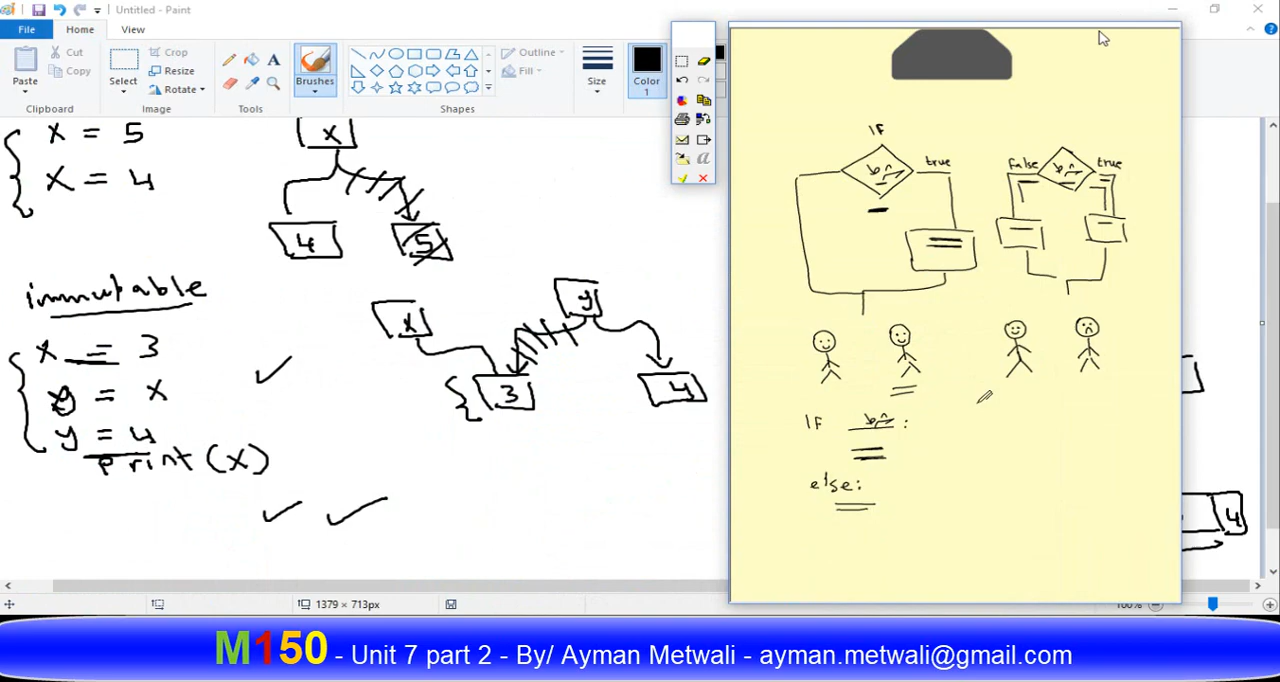 Untitled - Paint
File
Home
View
Paste
Cut
Copy
Clipboard
Select
Crop
Resize
Rotate
Image
Tools
Brushes
Shapes
Outline
Fill
Size
Color
1
x = 5
x = 4
x
4
5
immutable
x = 3
y = x
y = 4
print (x)
x
y
3
4
IF
true
False
true
IF
:
else:
4
1379 × 713px
100%
M150 - Unit 7 part 2 - By/ Ayman Metwali - ayman.metwali@gmail.com